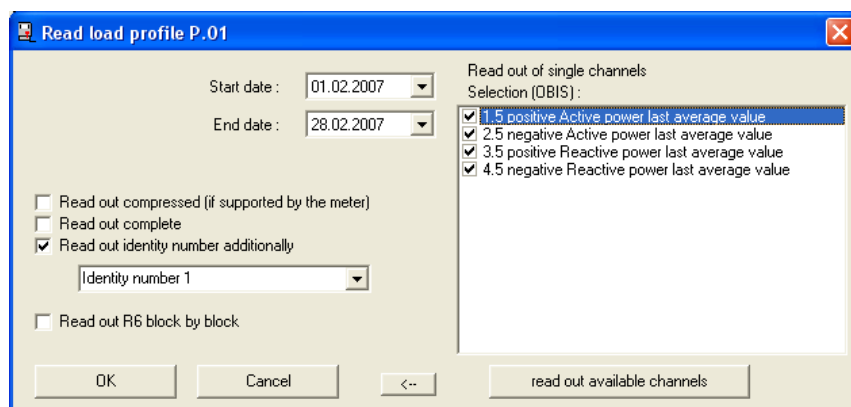 Read load profile P.01
Start date :
01.02.2007
End date :
28.02.2007
Read out compressed (if supported by the meter)
Read out complete
Read out identity number additionally
Identity number 1
Read out R6 block by block
OK
Cancel
<--
Read out of single channels
Selection (OBIS) :
1.5 positive Active power last average value
2.5 negative Active power last average value
3.5 positive Reactive power last average value
4.5 negative Reactive power last average value
read out available channels